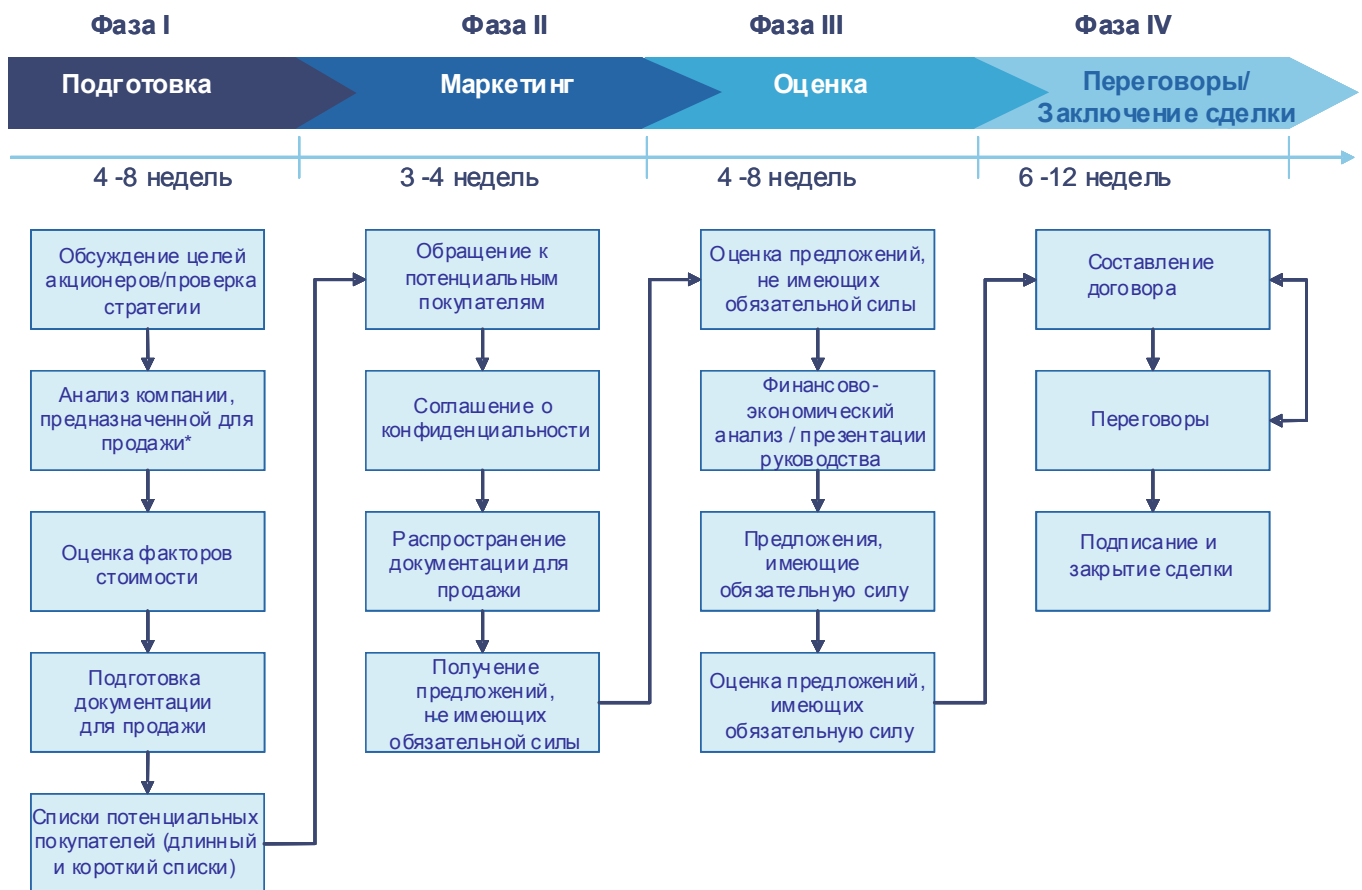 Фаза I
Фаза II
Фаза III
Фаза IV
Подготовка
Маркетинг
Оценка
Переговоры/
Заключение сделки
4 -8 недель
3 -4 недель
4 -8 недель
6 -12 недель
Обсуждение целей
акционеров/проверка
стратегии
Анализ компании,
предназначенной для
продажи*
Оценка факторов
стоимости
Подготовка
документации
для продажи
Списки потенциальных
покупателей (длинный
и короткий списки)
Обращение к
потенциальным
покупателям
Соглашение о
конфиденциальности
Распространение
документации для
продажи
Получение
предложений,
н-е имеющих
обязательной силы
Оценка предложений,
не имеющих
обязательной силы
Финансово-
экономический
анализ / презентации
руководства
Предложения,
имеющие
обязательную силу
Оценка предложений,
имеющих
обязательную силу
Составление
договора
Переговоры
Подписание и
закрытие сделки